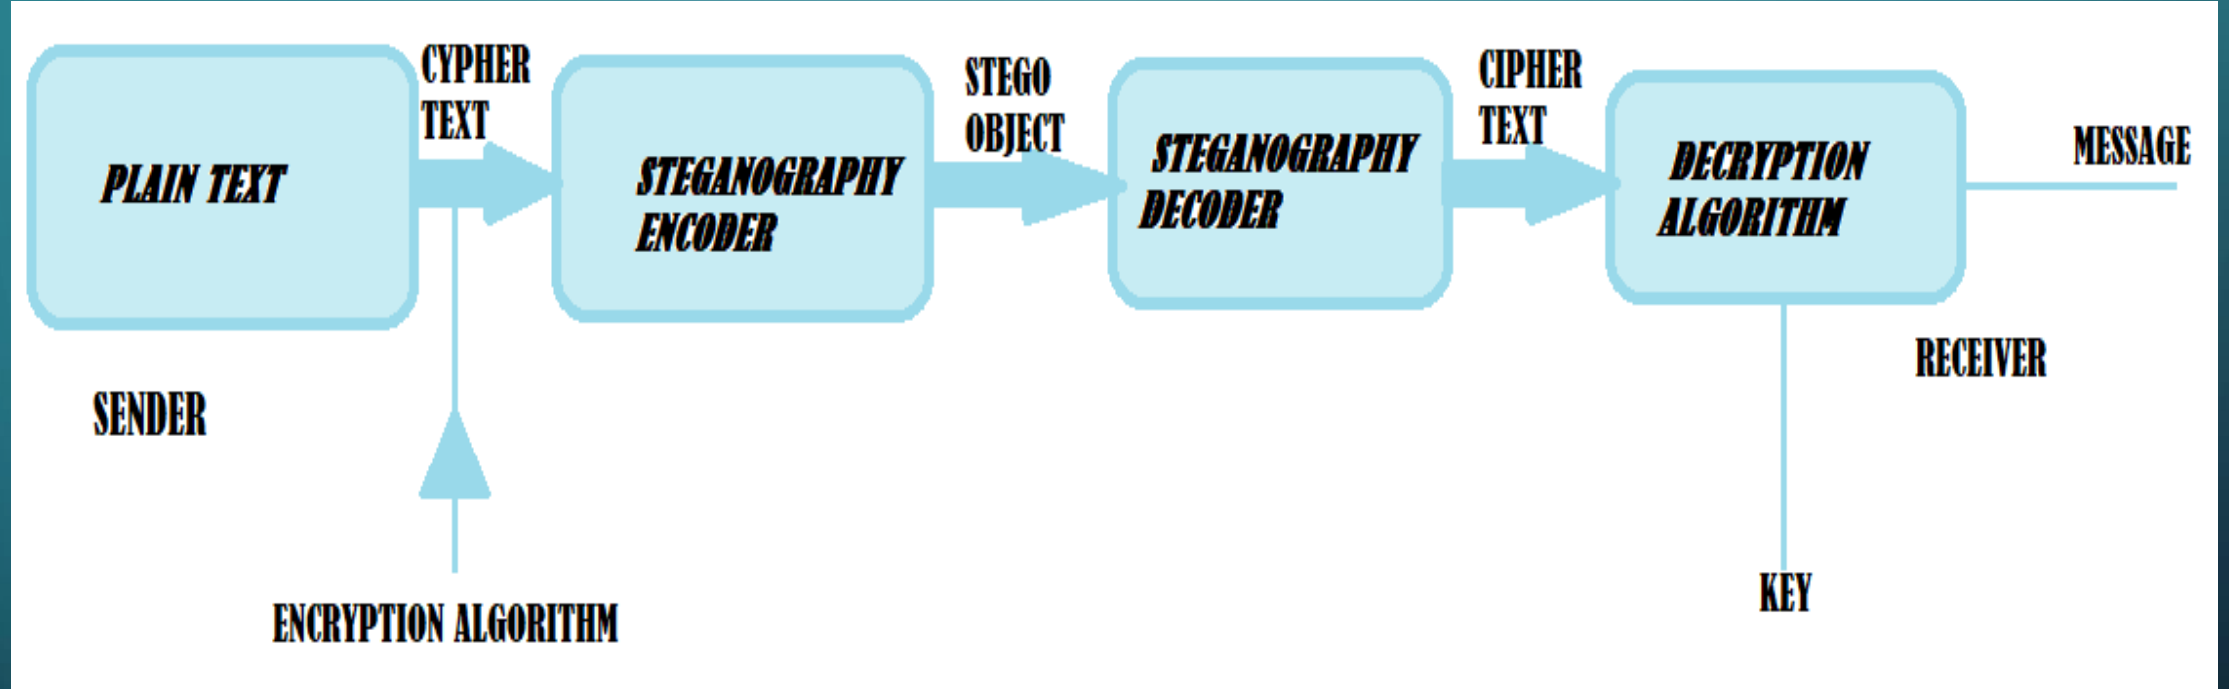 PLAIN TEXT
CYPHER
TEXT
STEGANOGRAPHY
ENCODER
STEGO
OBJECT
STEGANOGRAPHY
DECODER
CIPHER
TEXT
DECRYPTION
ALGORITHM
MESSAGE
SENDER
RECEIVER
ENCRYPTION ALGORITHM
KEY